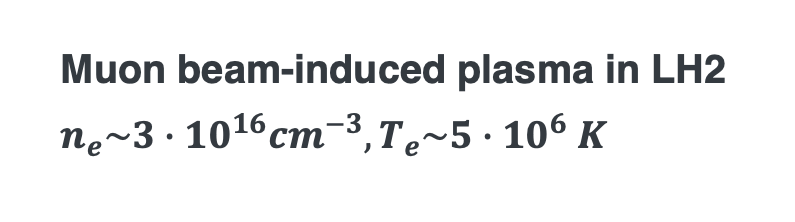 Muon beam-induced plasma in LH2
nₑ~3 · 10¹⁶cm⁻³, Tₑ~5 · 10⁶ K